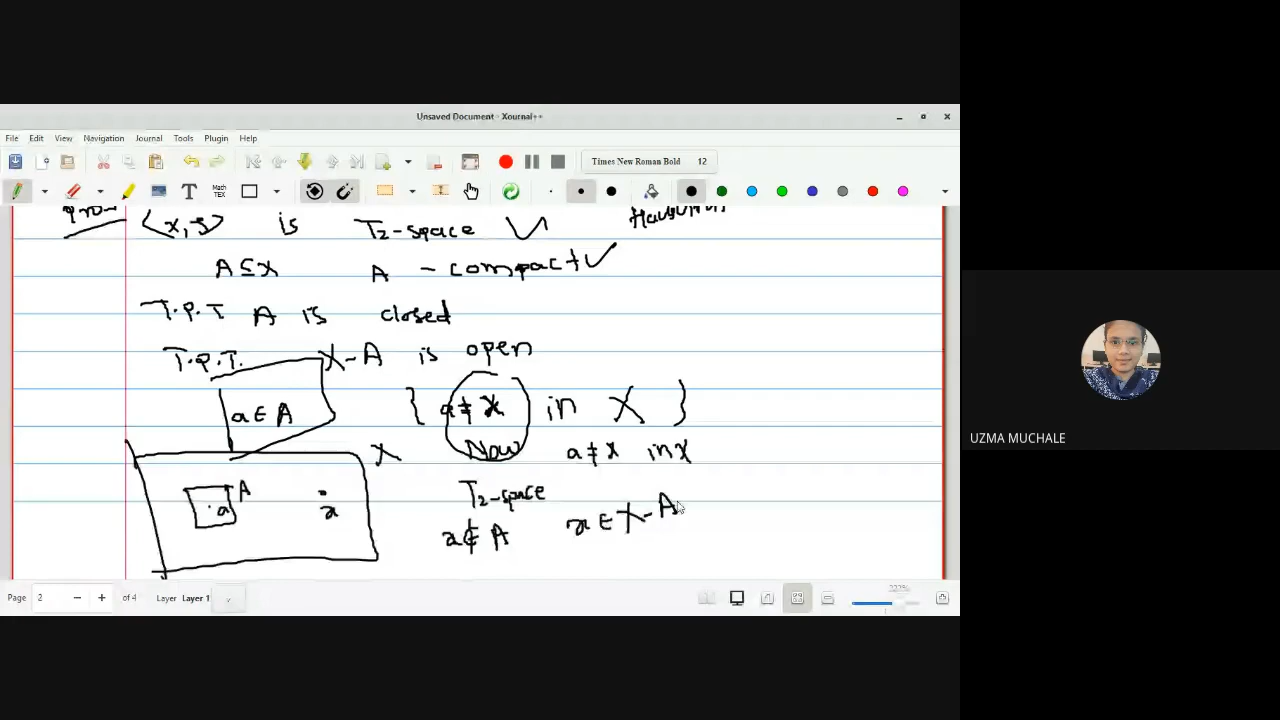 Unsaved Document - Xournal++
File Edit View Navigation Journal Tools Plugin Help
Times New Roman Bold 12
is T2-space
A ⊆ X A - compact ✓
T.P.T A is closed
T.P.T. X-A is open
a ∈ A { a ≠ x in X }
X Now a ≠ x in x
A T2-space
a x
x ∉ A x ∈ X-A
UZMA MUCHALE
Page 2 of 4 Layer Layer 1